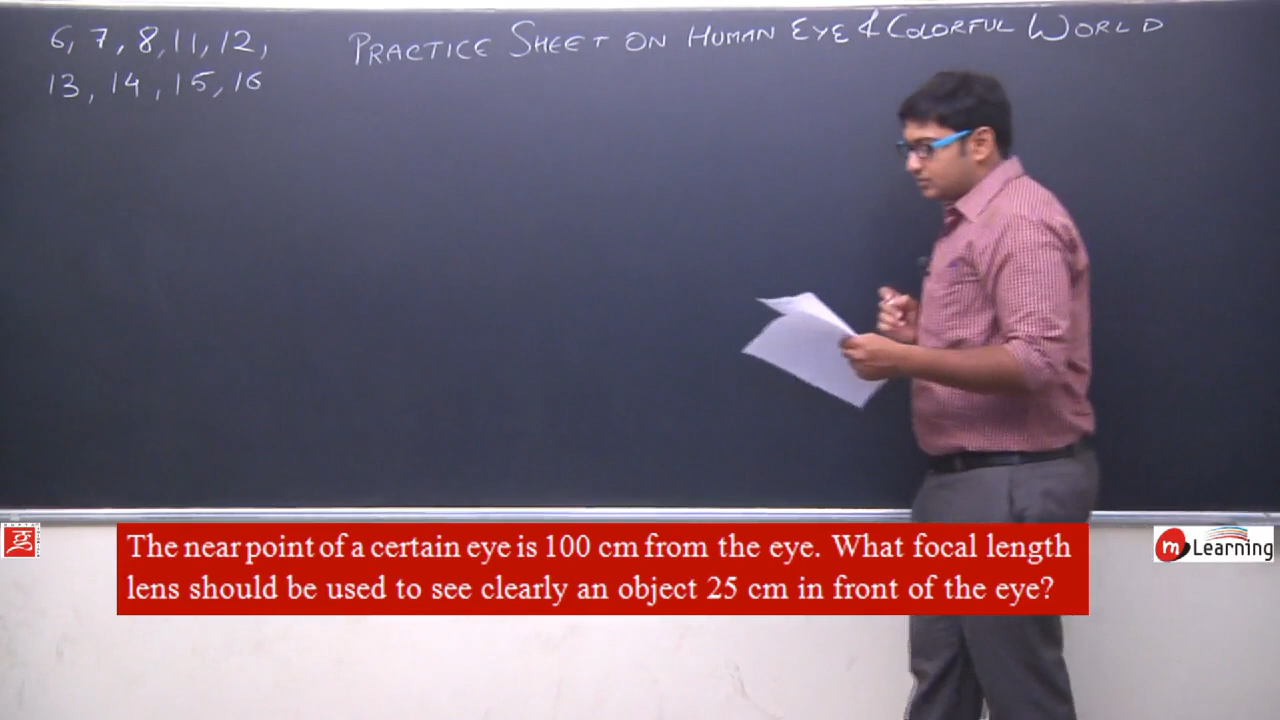 6, 7, 8, 11, 12,
13, 14, 15, 16
PRACTICE SHEET ON HUMAN EYE & COLORFUL WORLD
The near point of a certain eye is 100 cm from the eye. What focal length
lens should be used to see clearly an object 25 cm in front of the eye?
m Learning